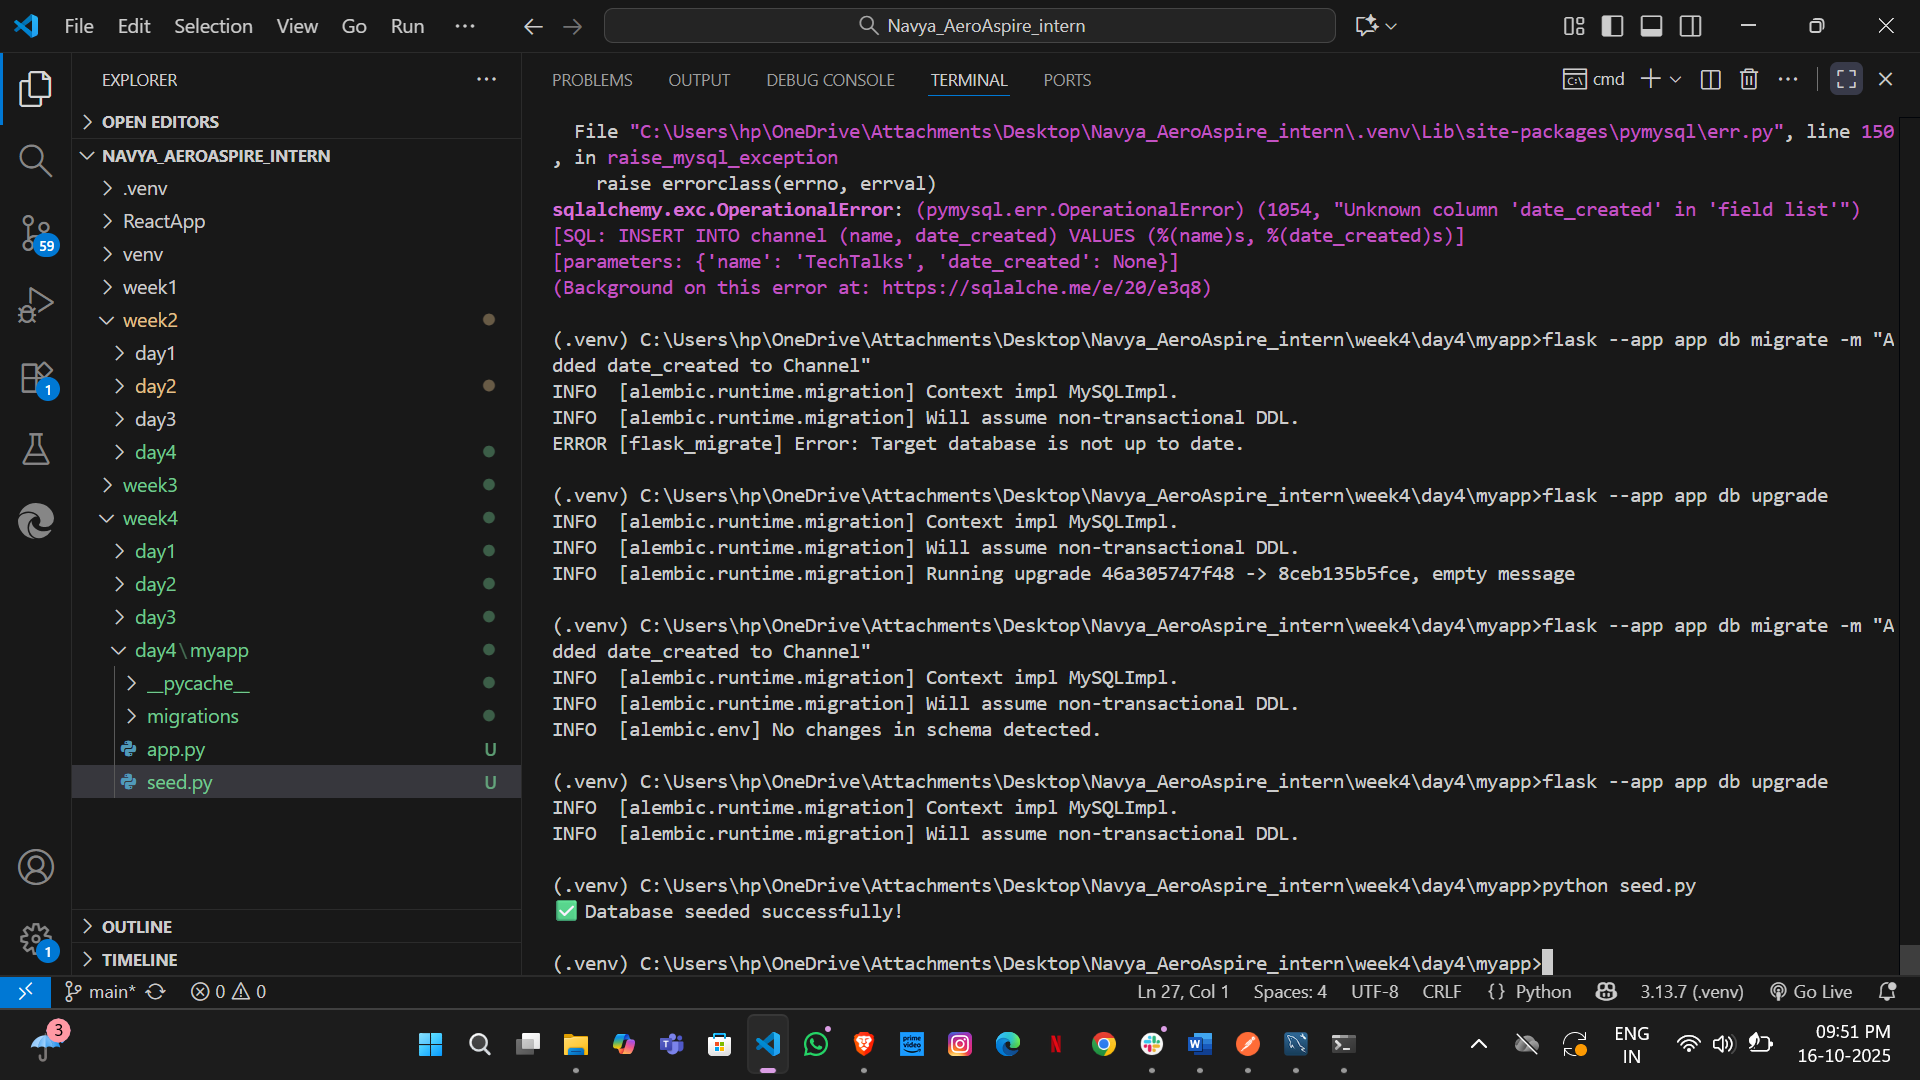 File Edit Selection View Go Run ···
Navya_AeroAspire_intern
EXPLORER
OPEN EDITORS
NAVYA_AEROASPIRE_INTERN
.venv
ReactApp
venv
week1
week2
day1
day2
day3
day4
week3
week4
day1
day2
day3
day4\myapp
__pycache__
migrations
app.py U
seed.py U
OUTLINE
TIMELINE
59
1
1
PROBLEMS OUTPUT DEBUG CONSOLE TERMINAL PORTS
cmd
File "C:\Users\hp\OneDrive\Attachments\Desktop\Navya_AeroAspire_intern\.venv\Lib\site-packages\pymysql\err.py", line 150
, in raise_mysql_exception
raise errorclass(errno, errval)
sqlalchemy.exc.OperationalError: (pymysql.err.OperationalError) (1054, "Unknown column 'date_created' in 'field list'")
[SQL: INSERT INTO channel (name, date_created) VALUES (%(name)s, %(date_created)s)]
[parameters: {'name': 'TechTalks', 'date_created': None}]
(Background on this error at: https://sqlalche.me/e/20/e3q8)
(.venv) C:\Users\hp\OneDrive\Attachments\Desktop\Navya_AeroAspire_intern\week4\day4\myapp>flask --app app db migrate -m "A
dded date_created to Channel"
INFO [alembic.runtime.migration] Context impl MySQLImpl.
INFO [alembic.runtime.migration] Will assume non-transactional DDL.
ERROR [flask_migrate] Error: Target database is not up to date.
(.venv) C:\Users\hp\OneDrive\Attachments\Desktop\Navya_AeroAspire_intern\week4\day4\myapp>flask --app app db upgrade
INFO [alembic.runtime.migration] Context impl MySQLImpl.
INFO [alembic.runtime.migration] Will assume non-transactional DDL.
INFO [alembic.runtime.migration] Running upgrade 46a305747f48 -> 8ceb135b5fce, empty message
(.venv) C:\Users\hp\OneDrive\Attachments\Desktop\Navya_AeroAspire_intern\week4\day4\myapp>flask --app app db migrate -m "A
dded date_created to Channel"
INFO [alembic.runtime.migration] Context impl MySQLImpl.
INFO [alembic.runtime.migration] Will assume non-transactional DDL.
INFO [alembic.env] No changes in schema detected.
(.venv) C:\Users\hp\OneDrive\Attachments\Desktop\Navya_AeroAspire_intern\week4\day4\myapp>flask --app app db upgrade
INFO [alembic.runtime.migration] Context impl MySQLImpl.
INFO [alembic.runtime.migration] Will assume non-transactional DDL.
(.venv) C:\Users\hp\OneDrive\Attachments\Desktop\Navya_AeroAspire_intern\week4\day4\myapp>python seed.py
✅ Database seeded successfully!
(.venv) C:\Users\hp\OneDrive\Attachments\Desktop\Navya_AeroAspire_intern\week4\day4\myapp>
main* 0 0 Ln 27, Col 1 Spaces: 4 UTF-8 CRLF {} Python 3.13.7 (.venv) Go Live
3
prime video
ENG
IN
09:51 PM
16-10-2025